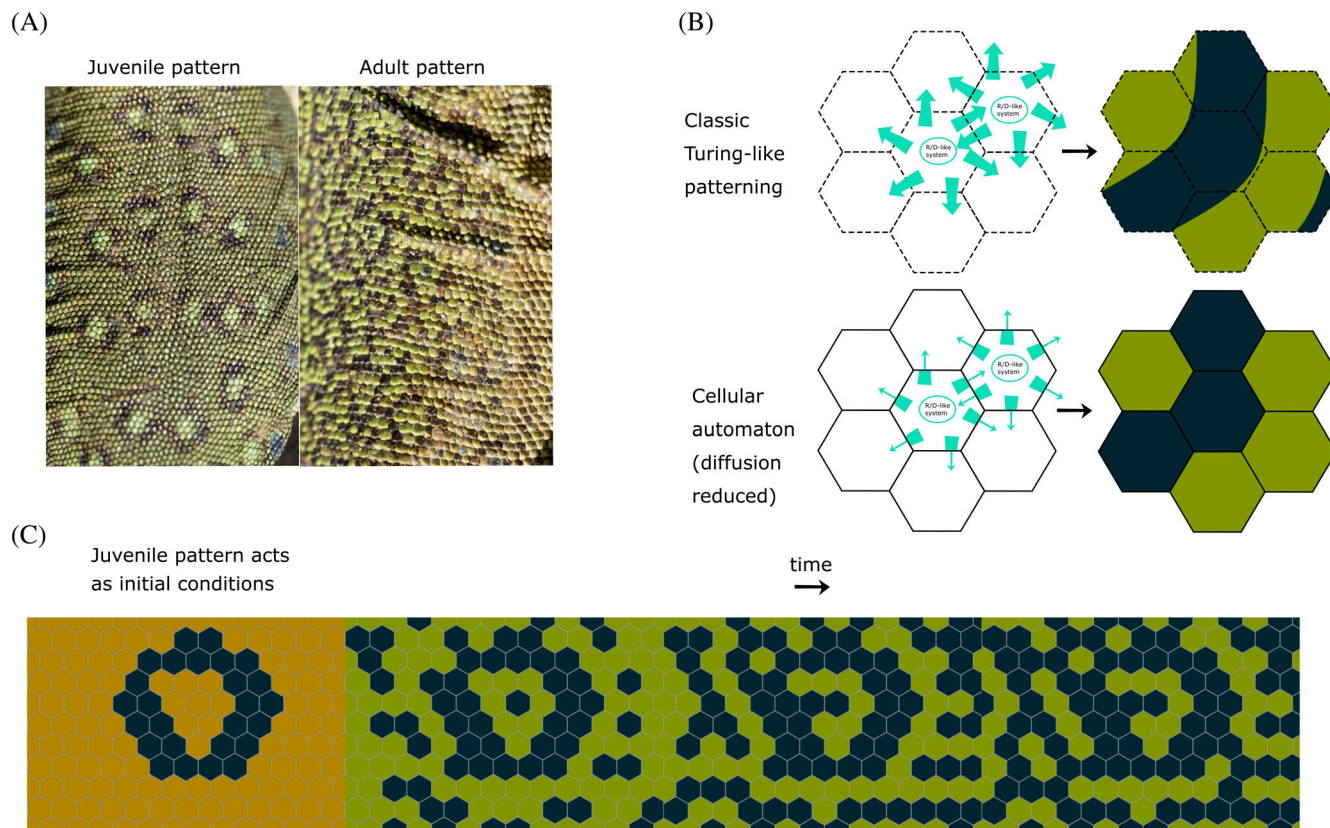 (A)
Juvenile pattern
Adult pattern
(B)
Classic
Turing-like
patterning
R/D-like
system
R/D-like
system
Cellular
automaton
(diffusion
reduced)
R/D-like
system
R/D-like
system
(C)
Juvenile pattern acts
as initial conditions
time